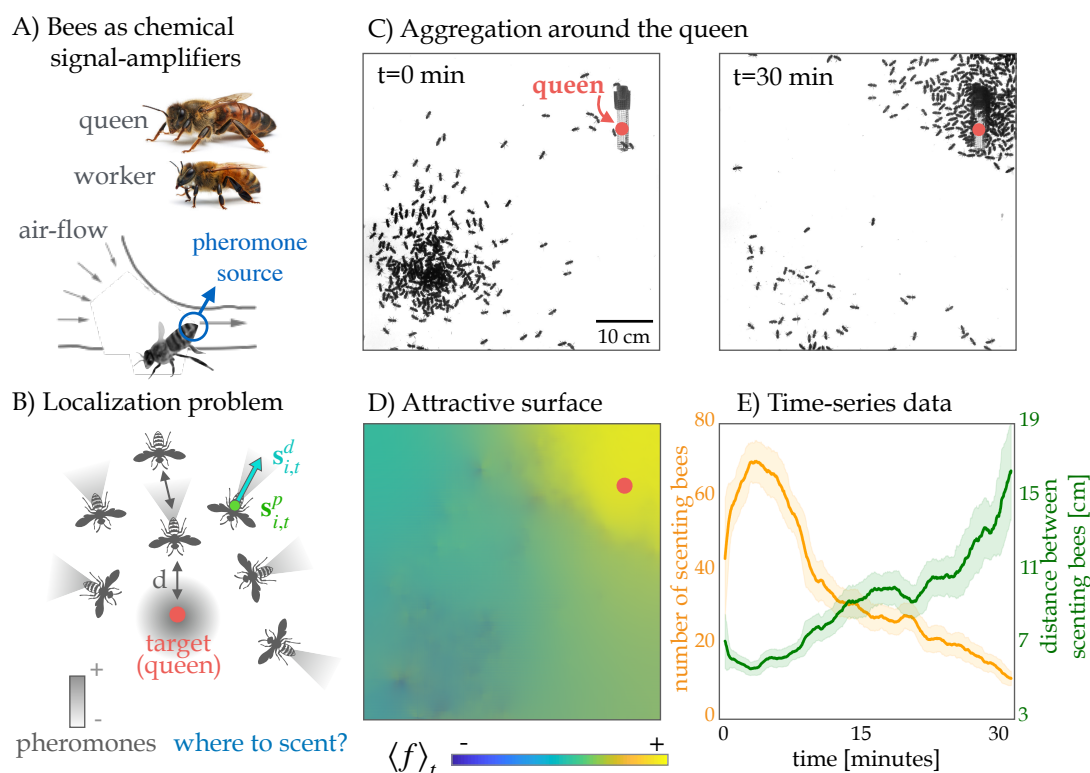 A) Bees as chemical
signal-amplifiers
queen
worker
air-flow
pheromone
source
B) Localization problem
s^d_{i,t}
s^p_{i,t}
d
target
(queen)
+
-
pheromones
where to scent?
C) Aggregation around the queen
t=0 min
queen
10 cm
t=30 min
D) Attractive surface
⟨f⟩_t
-
+
E) Time-series data
number of scenting bees
80
60
40
20
0
distance between
scenting bees [cm]
19
15
11
7
3
0
15
30
time [minutes]